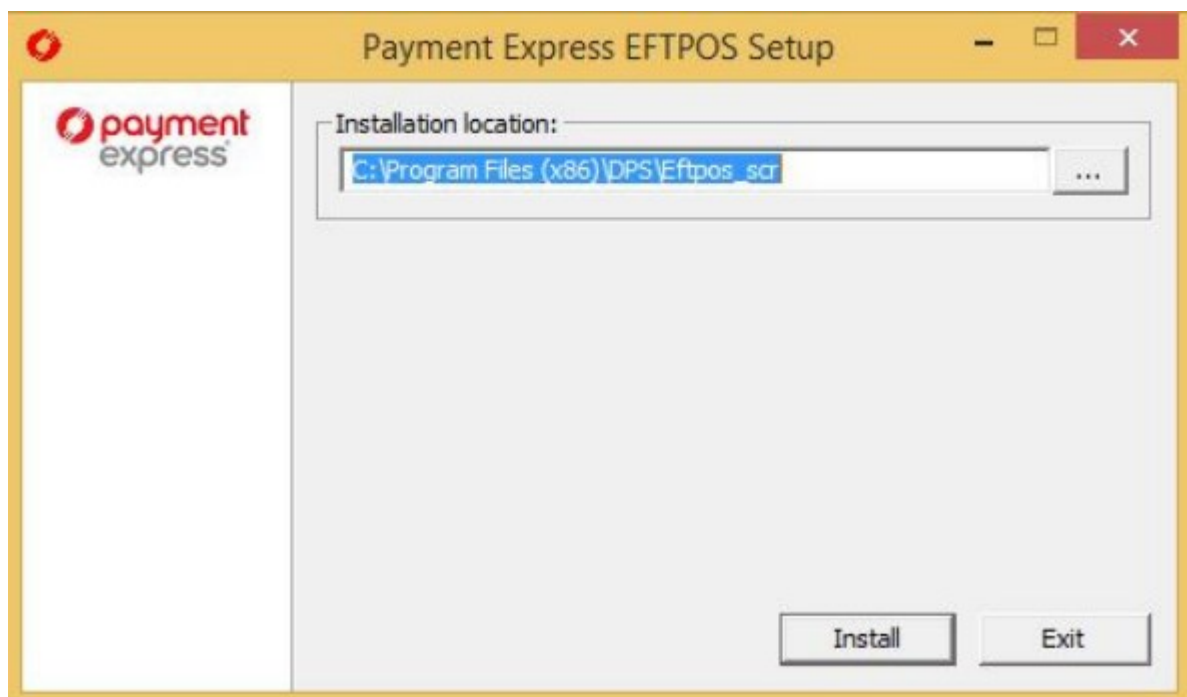 Payment Express EFTPOS Setup
payment
express
Installation location:
C:\Program Files (x86)\DPS\Eftpos_scr
...
Install
Exit